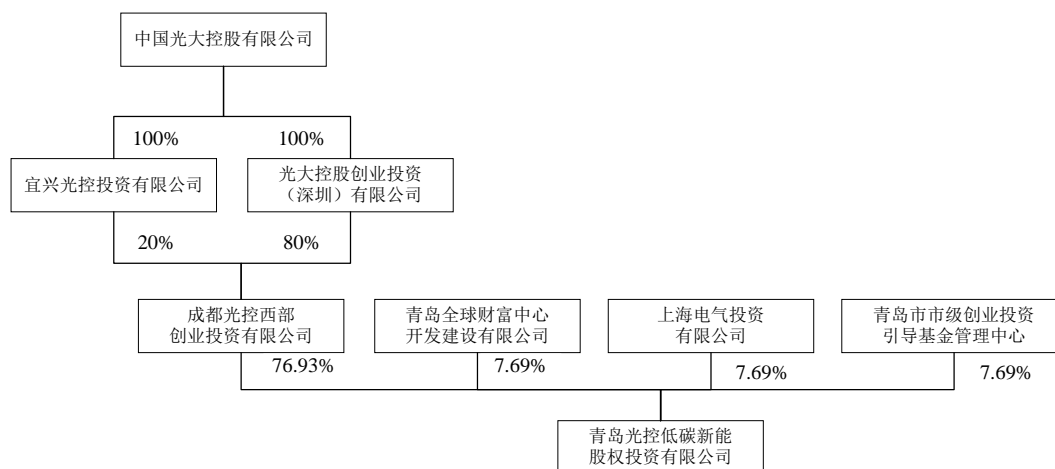 中国光大控股有限公司
100%
100%
宜兴光控投资有限公司
光大控股创业投资
（深圳）有限公司
20%
80%
成都光控西部
创业投资有限公司
青岛全球财富中心
开发建设有限公司
上海电气投资
有限公司
青岛市市级创业投资
引导基金管理中心
76.93%
7.69%
7.69%
7.69%
青岛光控低碳新能
股权投资有限公司